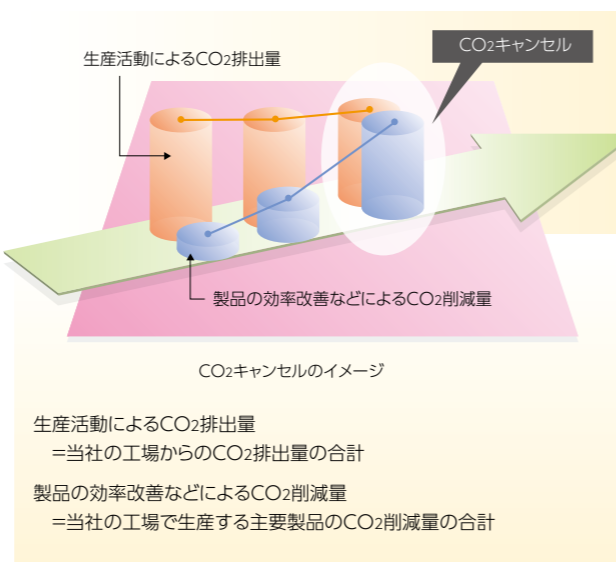 生産活動によるCO2排出量
CO2キャンセル
製品の効率改善などによるCO2削減量
CO2キャンセルのイメージ
生産活動によるCO2排出量
=当社の工場からのCO2排出量の合計
製品の効率改善などによるCO2削減量
=当社の工場で生産する主要製品のCO2削減量の合計